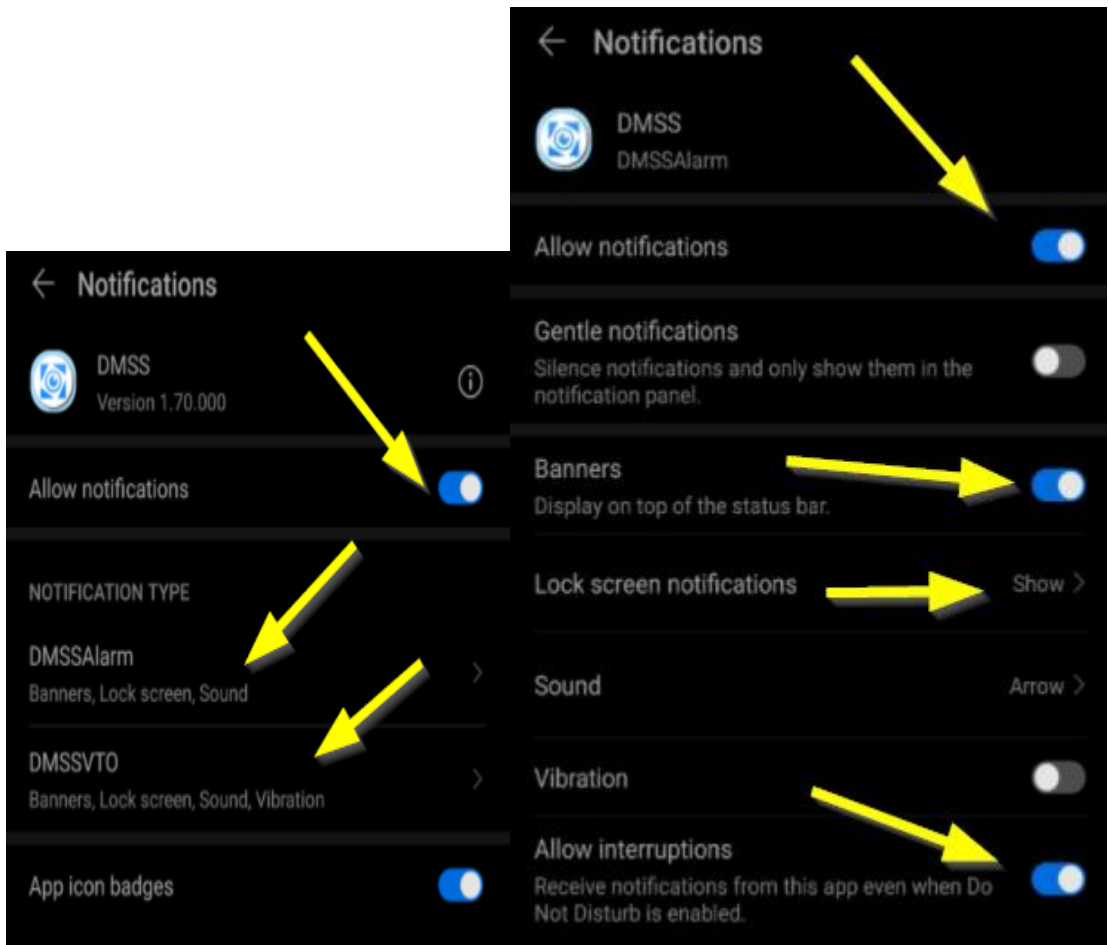 Notifications
DMSS
Version 1.70.000
Allow notifications
NOTIFICATION TYPE
DMSSAlarm
Banners, Lock screen, Sound
DMSSVTO
Banners, Lock screen, Sound, Vibration
App icon badges
Notifications
DMSS
DMSSAlarm
Allow notifications
Gentle notifications
Silence notifications and only show them in the
notification panel.
Banners
Display on top of the status bar.
Lock screen notifications Show
Sound Arrow
Vibration
Allow interruptions
Receive notifications from this app even when Do
Not Disturb is enabled.